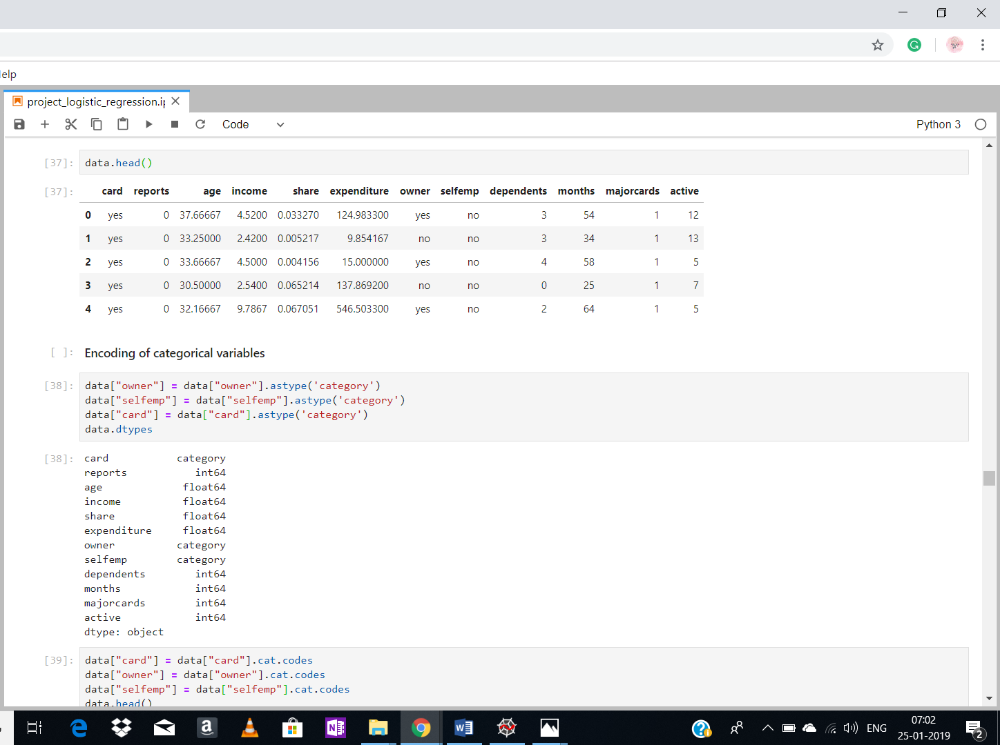 elp
project_logistic_regression.ip
Code
Python 3
[37]: data.head()
[37]: card reports age income share expenditure owner selfemp dependents months majorcards active
0 yes 0 37.66667 4.5200 0.033270 124.983300 yes no 3 54 1 12
1 yes 0 33.25000 2.4200 0.005217 9.854167 no no 3 34 1 13
2 yes 0 33.66667 4.5000 0.004156 15.000000 yes no 4 58 1 5
3 yes 0 30.50000 2.5400 0.065214 137.869200 no no 0 25 1 7
4 yes 0 32.16667 9.7867 0.067051 546.503300 yes no 2 64 1 5
[ ]: Encoding of categorical variables
[38]: data["owner"] = data["owner"].astype('category')
data["selfemp"] = data["selfemp"].astype('category')
data["card"] = data["card"].astype('category')
data.dtypes
[38]: card category
reports int64
age float64
income float64
share float64
expenditure float64
owner category
selfemp category
dependents int64
months int64
majorcards int64
active int64
dtype: object
[39]: data["card"] = data["card"].cat.codes
data["owner"] = data["owner"].cat.codes
data["selfemp"] = data["selfemp"].cat.codes
data.head()
ENG
07:02
25-01-2019
2